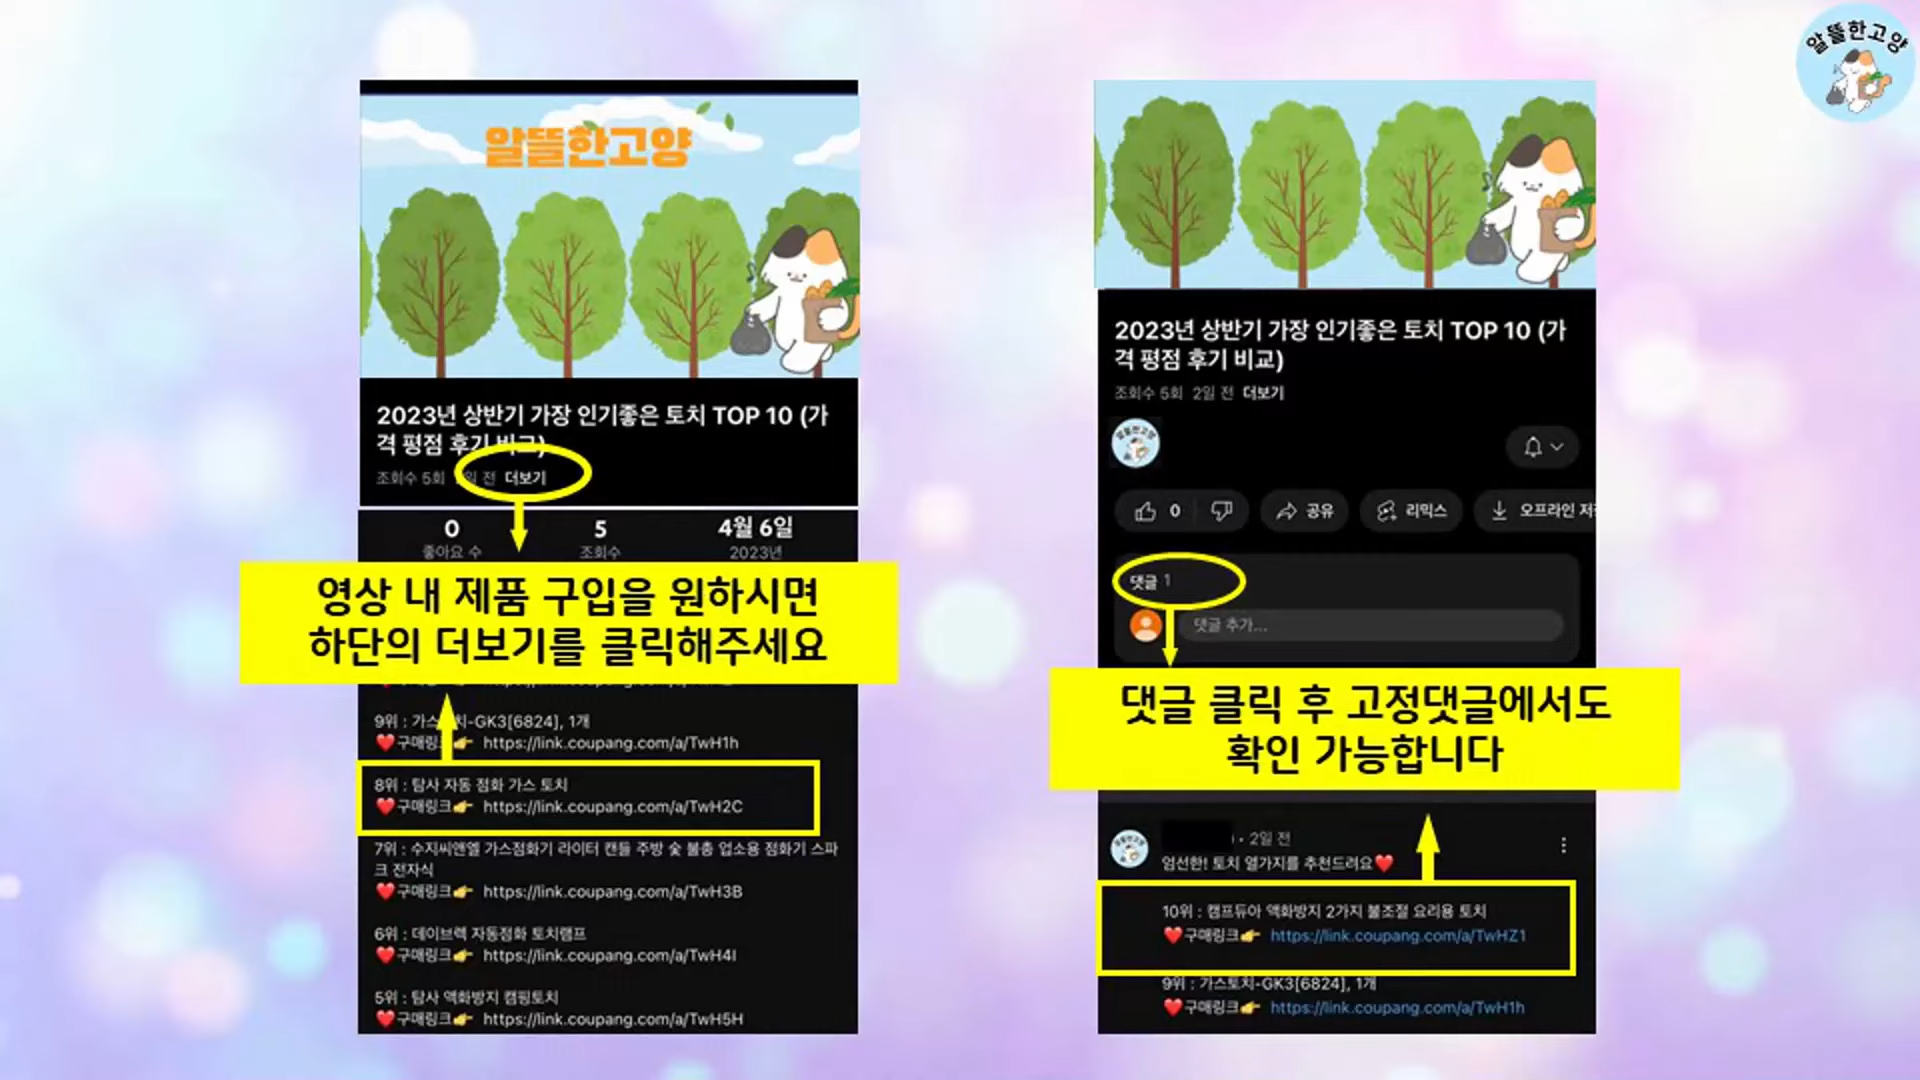 알뜰한고양
알뜰한고양
2023년 상반기 가장 인기좋은 토치 TOP 10 (가
격 평점 후기 비교)
조회수 5회 일 전 더보기
0 5 4월 6일
좋아요 수 조회수 2023년
영상 내 제품 구입을 원하시면
하단의 더보기를 클릭해주세요
9위 : 가스토치-GK3[6824], 1개
❤️구매링크👉 https://link.coupang.com/a/TwH1h
8위 : 탐사 자동 점화 가스 토치
❤️구매링크👉 https://link.coupang.com/a/TwH2C
7위 : 수지씨앤엘 가스점화기 라이터 캔들 주방 숯 불총 업소용 점화기 스파
크 전자식
❤️구매링크👉 https://link.coupang.com/a/TwH3B
6위 : 데이브렉 자동점화 토치램프
❤️구매링크👉 https://link.coupang.com/a/TwH4I
5위 : 탐사 액화방지 캠핑토치
❤️구매링크👉 https://link.coupang.com/a/TwH5H
2023년 상반기 가장 인기좋은 토치 TOP 10 (가
격 평점 후기 비교)
조회수 5회 2일 전 더보기
알뜰한고양
0 공유 리믹스 오프라인 저
댓글 1
댓글 추가...
댓글 클릭 후 고정댓글에서도
확인 가능합니다
• 2일 전
엄선한! 토치 열가지를 추천드려요❤️
10위 : 캠프듀아 액화방지 2가지 불조절 요리용 토치
❤️구매링크👉 https://link.coupang.com/a/TwHZ1
9위 : 가스토치-GK3[6824], 1개
❤️구매링크👉 https://link.coupang.com/a/TwH1h